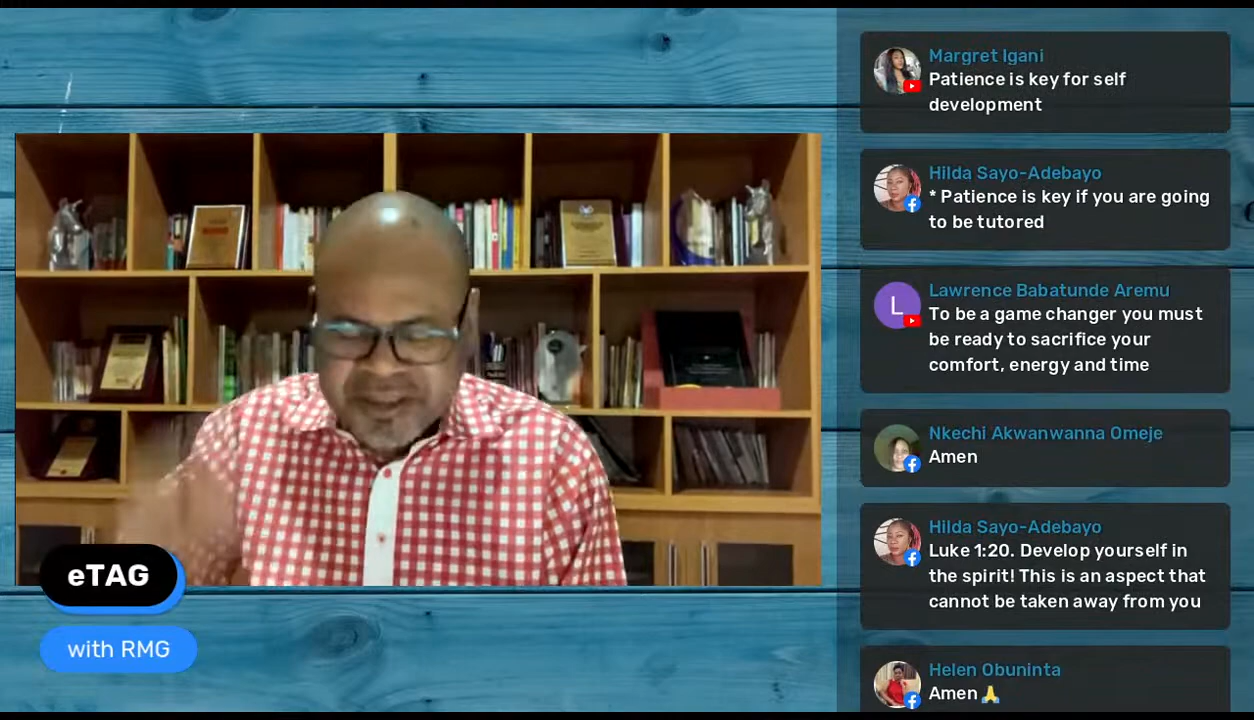 Margret Igani
Patience is key for self
development
Hilda Sayo-Adebayo
* Patience is key if you are going
to be tutored
L
Lawrence Babatunde Aremu
To be a game changer you must
be ready to sacrifice your
comfort, energy and time
Nkechi Akwanwanna Omeje
Amen
Hilda Sayo-Adebayo
Luke 1:20. Develop yourself in
the spirit! This is an aspect that
cannot be taken away from you
Helen Obuninta
Amen 🙏
eTAG
with RMG